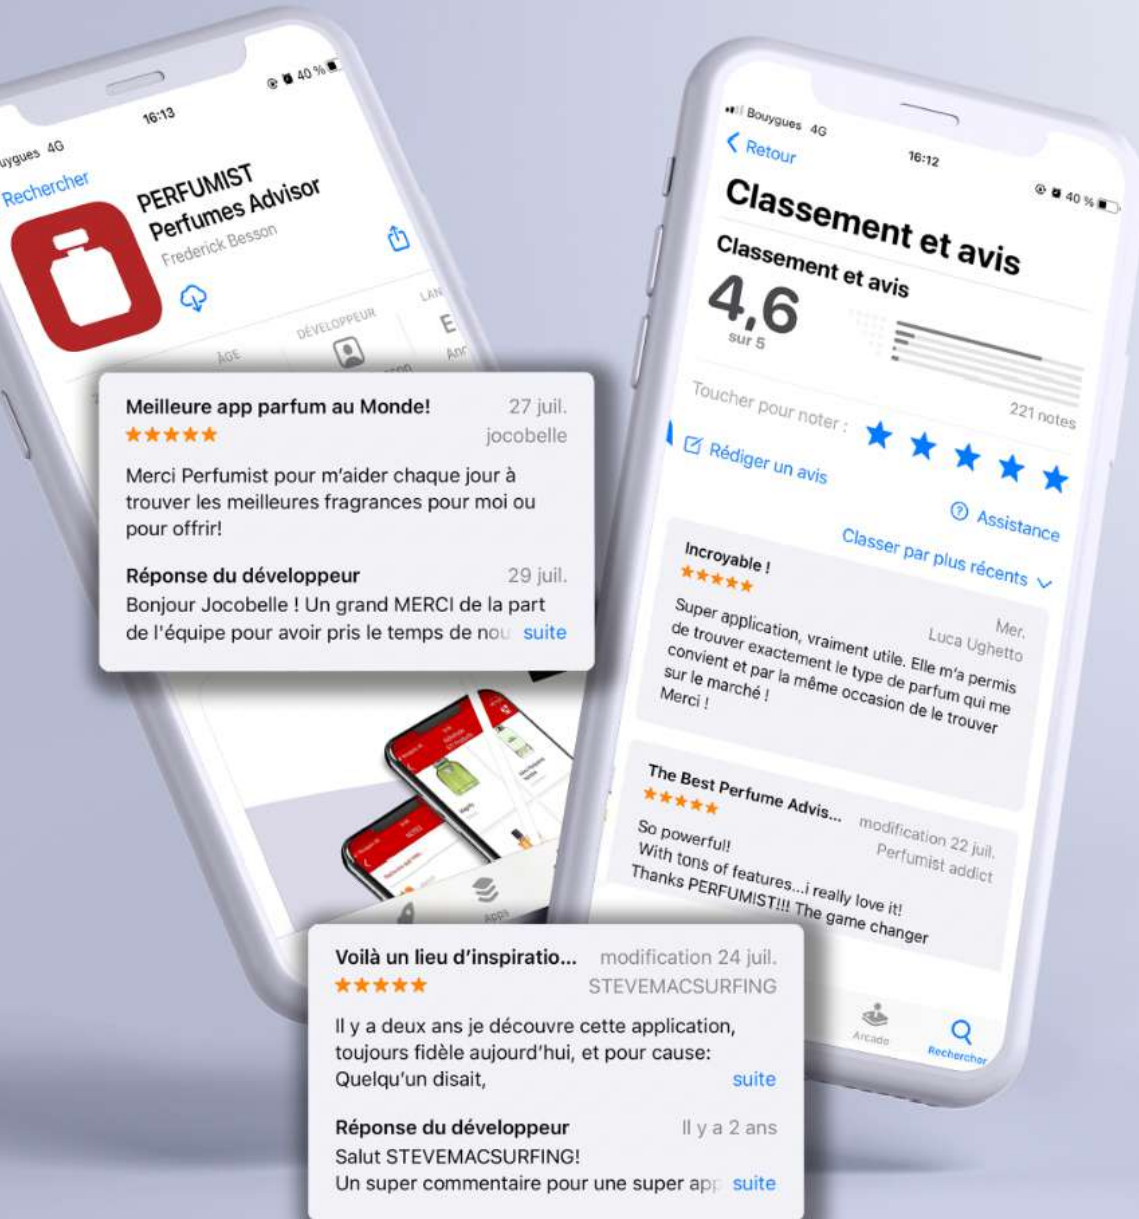 16:13
40 %
4G
Rechercher
PERFUMIST
Perfumes Advisor
Frederick Besson
ÂGE
DÉVELOPPEUR
LAN
E
Meilleure app parfum au Monde!
27 juil.
jocobelle
Merci Perfumist pour m'aider chaque jour à
trouver les meilleures fragrances pour moi ou
pour offrir!
Réponse du développeur
29 juil.
Bonjour Jocobelle ! Un grand MERCI de la part
de l'équipe pour avoir pris le temps de nou suite
Apps
Voilà un lieu d'inspiratio...
modification 24 juil.
STEVEMACSURFING
Il y a deux ans je découvre cette application,
toujours fidèle aujourd'hui, et pour cause:
Quelqu'un disait, suite
Réponse du développeur
Il y a 2 ans
Salut STEVEMACSURFING!
Un super commentaire pour une super app suite
Bouygues 4G
16:12
40 %
Retour
Classement et avis
Classement et avis
4,6
sur 5
221 notes
Toucher pour noter :
Rédiger un avis
Assistance
Classer par plus récents
Incroyable !
Mer.
Luca Ughetto
Super application, vraiment utile. Elle m'a permis
de trouver exactement le type de parfum qui me
convient et par la même occasion de le trouver
sur le marché !
Merci !
The Best Perfume Advis...
modification 22 juil.
Perfumist addict
So powerful!
With tons of features...i really love it!
Thanks PERFUMIST!!! The game changer
Arcade
Rechercher